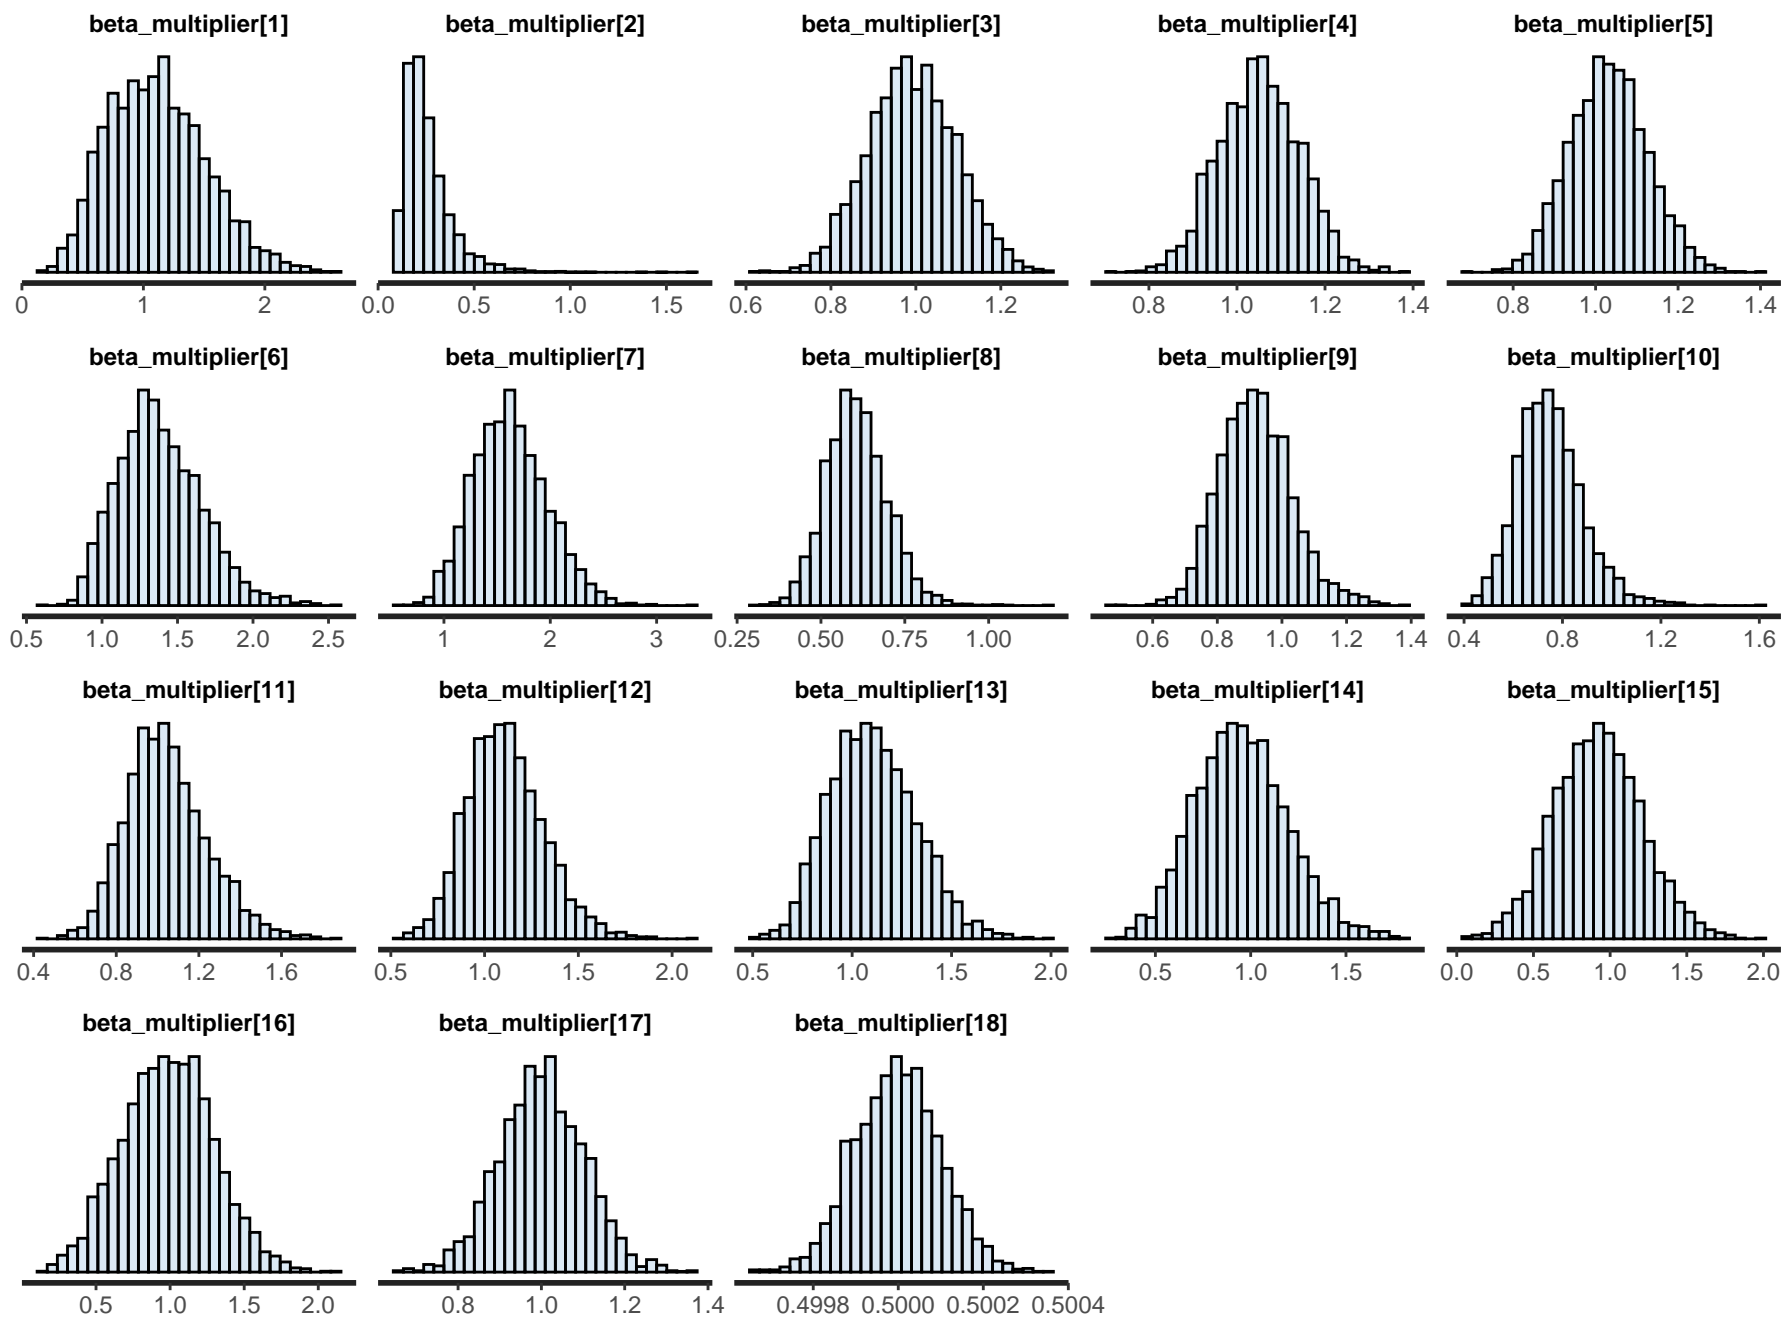 beta_multiplier[1] beta_multiplier[2] beta_multiplier[3] beta_multiplier[4] beta_multiplier[5]
0 1 2 0.0 0.5 1.0 1.5 0.6 0.8 1.0 1.2 0.8 1.0 1.2 1.4 0.8 1.0 1.2 1.4
beta_multiplier[6] beta_multiplier[7] beta_multiplier[8] beta_multiplier[9] beta_multiplier[10]
0.5 1.0 1.5 2.0 2.5 1 2 3 0.25 0.50 0.75 1.00 0.6 0.8 1.0 1.2 1.4 0.4 0.8 1.2 1.6
beta_multiplier[11] beta_multiplier[12] beta_multiplier[13] beta_multiplier[14] beta_multiplier[15]
0.4 0.8 1.2 1.6 0.5 1.0 1.5 2.0 0.5 1.0 1.5 2.0 0.5 1.0 1.5 0.0 0.5 1.0 1.5 2.0
beta_multiplier[16] beta_multiplier[17] beta_multiplier[18]
0.5 1.0 1.5 2.0 0.8 1.0 1.2 1.4 0.4998 0.5000 0.5002 0.5004